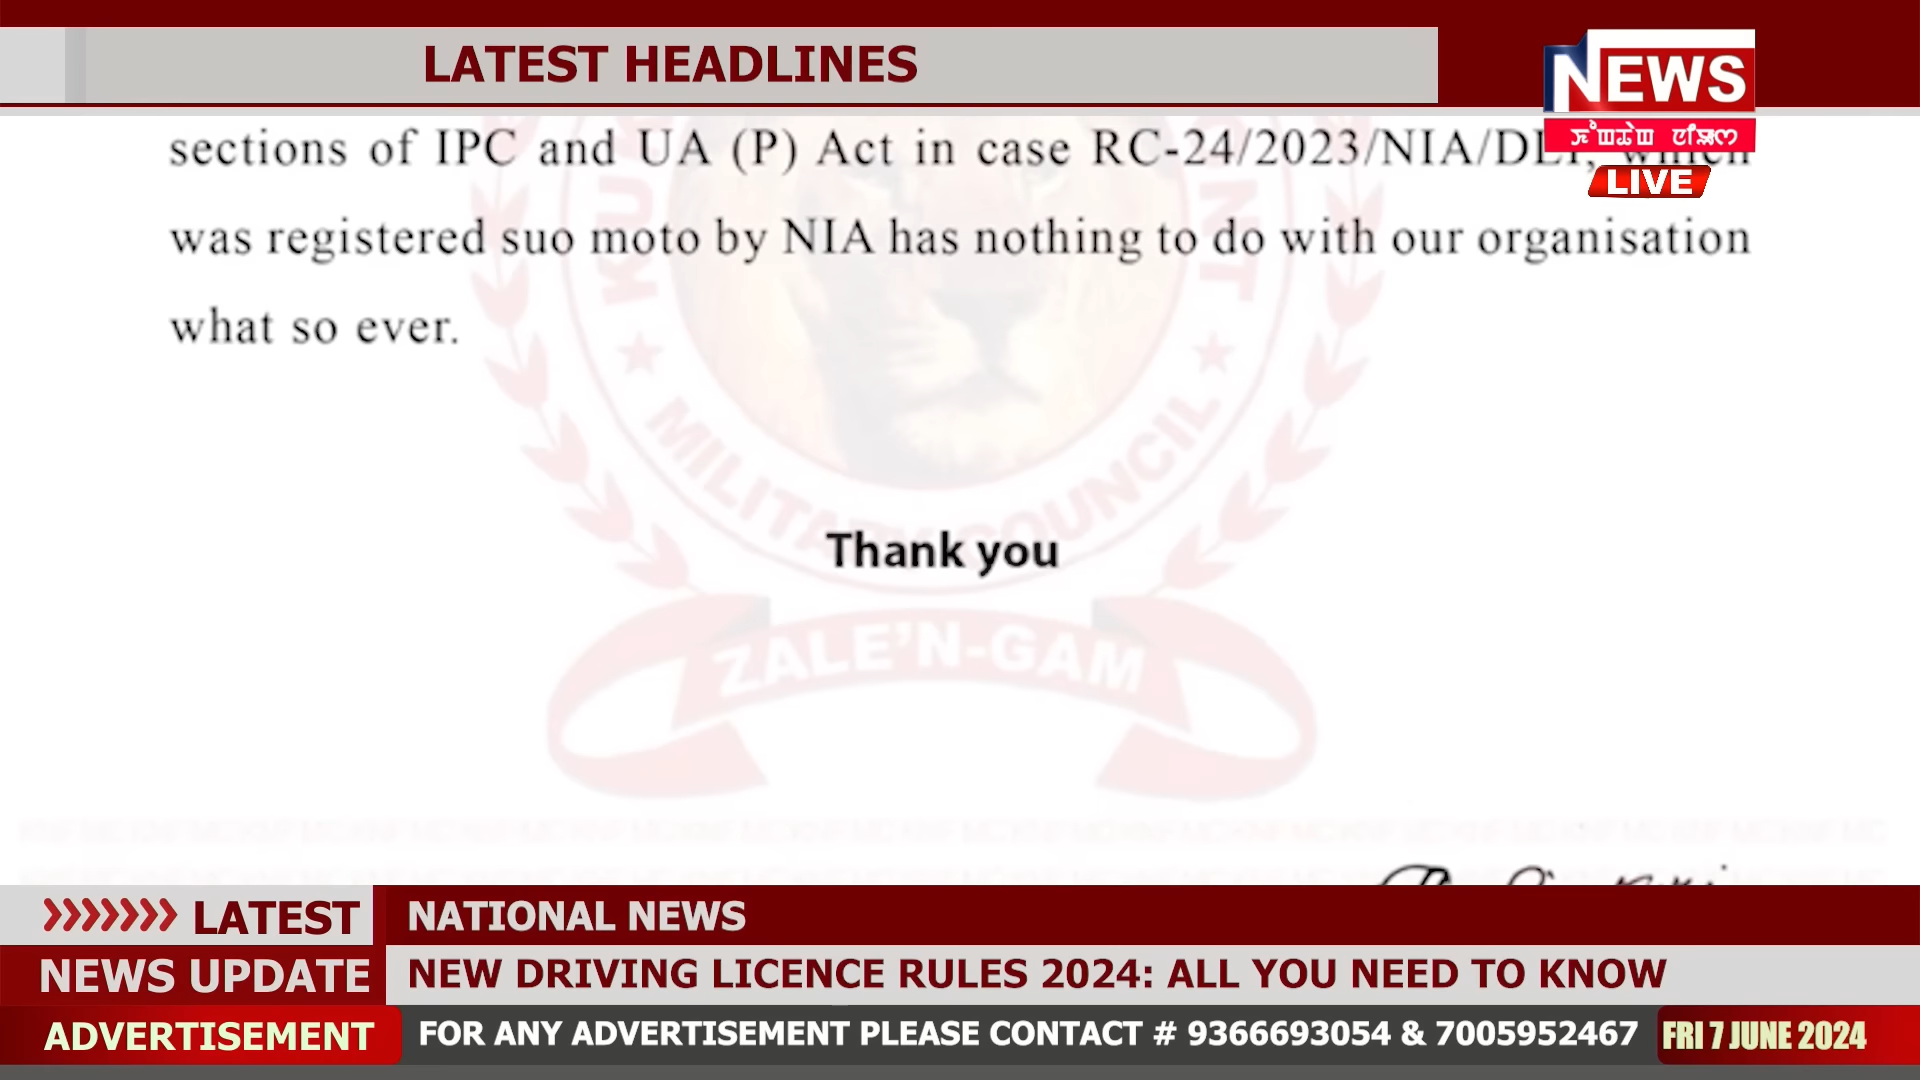 LATEST HEADLINES
NEWS
LIVE
sections of IPC and UA (P) Act in case RC-24/2023/NIA/DLI, which
was registered suo moto by NIA has nothing to do with our organisation
what so ever.
MILITARY COUNCIL
Thank you
ZALE'N-GAM
LATEST
NATIONAL NEWS
NEWS UPDATE
NEW DRIVING LICENCE RULES 2024: ALL YOU NEED TO KNOW
ADVERTISEMENT
FOR ANY ADVERTISEMENT PLEASE CONTACT # 9366693054 & 7005952467
FRI 7 JUNE 2024